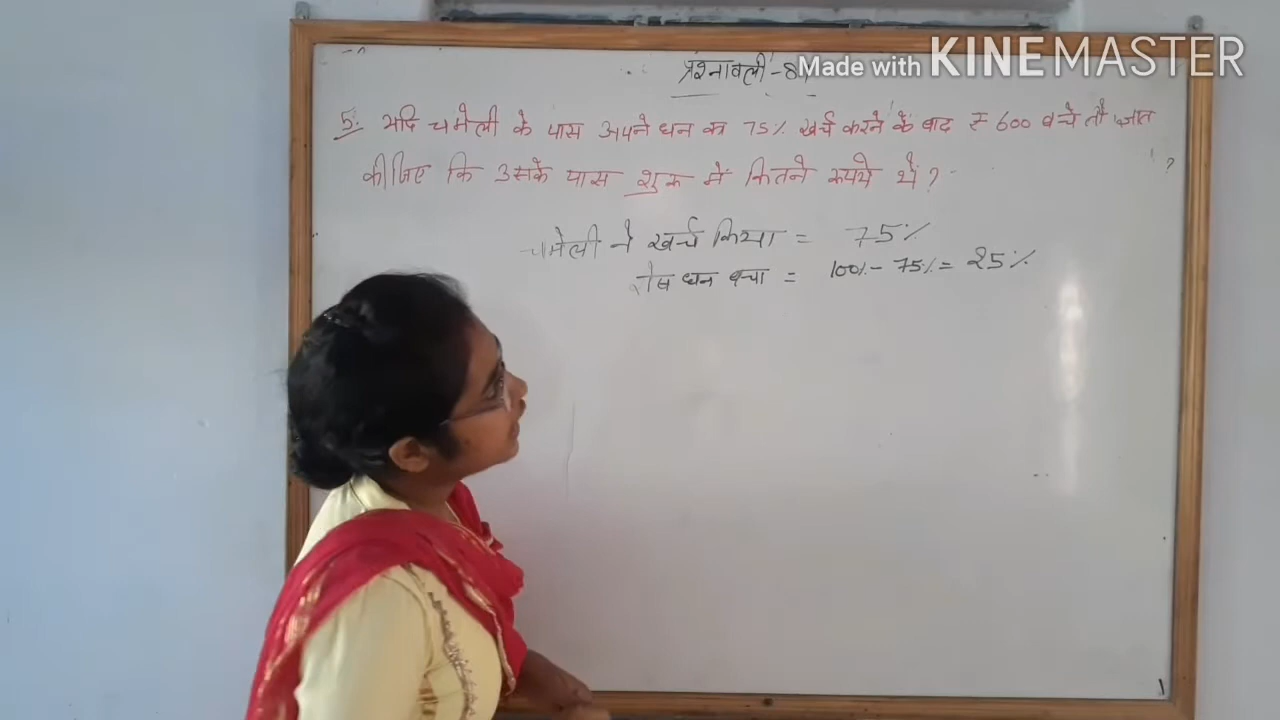 Made with KINEMASTER
प्रश्नावली-
5. यदि चमेली के पास अपने धन का 75% खर्च करने के बाद ₹ 600 बचे तो ज्ञात
कीजिए कि उसके पास शुरू में कितने रुपये थे ?
चमेली ने खर्च किया = 75%
शेष धन बचा = 100% - 75% = 25%